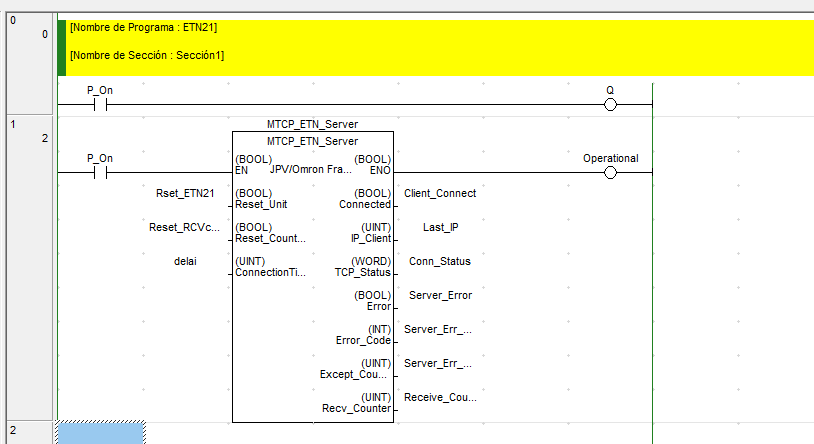 0
0
[Nombre de Programa : ETN21]
[Nombre de Sección : Sección1]
P_On
Q
1
2
MTCP_ETN_Server
MTCP_ETN_Server
P_On
(BOOL)
EN
JPV/Omron Fra...
(BOOL)
ENO
Operational
Rset_ETN21
(BOOL)
Reset_Unit
(BOOL)
Connected
Client_Connect
Reset_RCVc...
(BOOL)
Reset_Count...
(UINT)
IP_Client
Last_IP
delai
(UINT)
ConnectionTi...
(WORD)
TCP_Status
Conn_Status
(BOOL)
Error
Server_Error
(INT)
Error_Code
Server_Err_...
(UINT)
Except_Cou...
Server_Err_...
(UINT)
Recv_Counter
Receive_Cou...
2